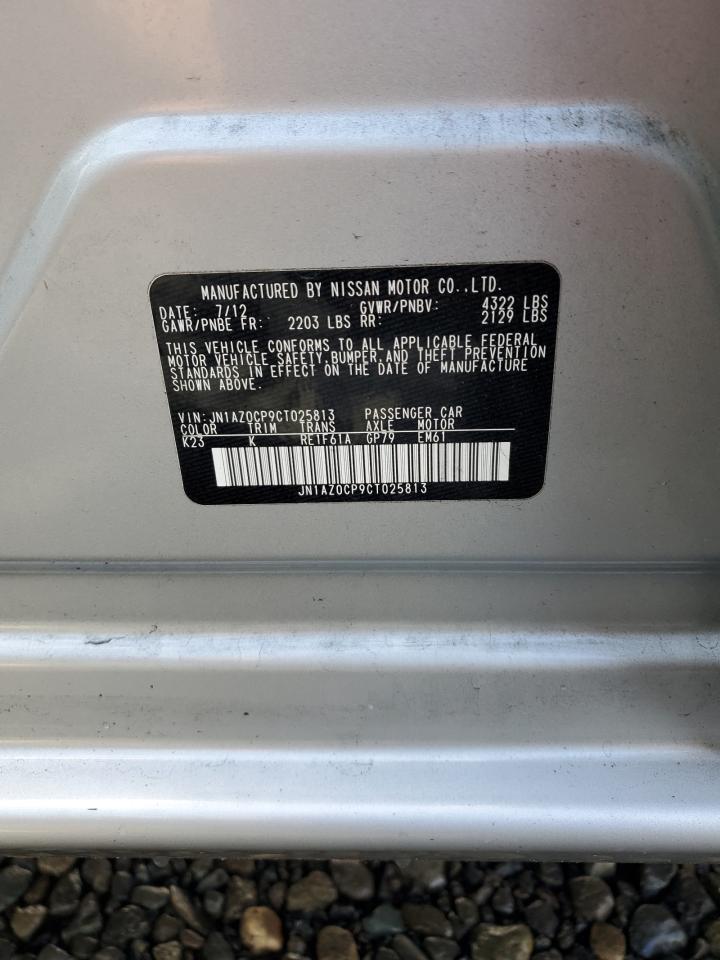 MANUFACTURED BY NISSAN MOTOR CO.,LTD.
DATE: 7/12 GVWR/PNBV: 4322 LBS
GAWR/PNBE FR: 2203 LBS RR: 2129 LBS
THIS VEHICLE CONFORMS TO ALL APPLICABLE FEDERAL
MOTOR VEHICLE SAFETY,BUMPER,AND THEFT PREVENTION
STANDARDS IN EFFECT ON THE DATE OF MANUFACTURE
SHOWN ABOVE.
VIN: JN1AZ0CP9CT025813 PASSENGER CAR
COLOR TRIM TRANS AXLE MOTOR
K23 K RE1F61A GP79 EM61
JN1AZ0CP9CT025813